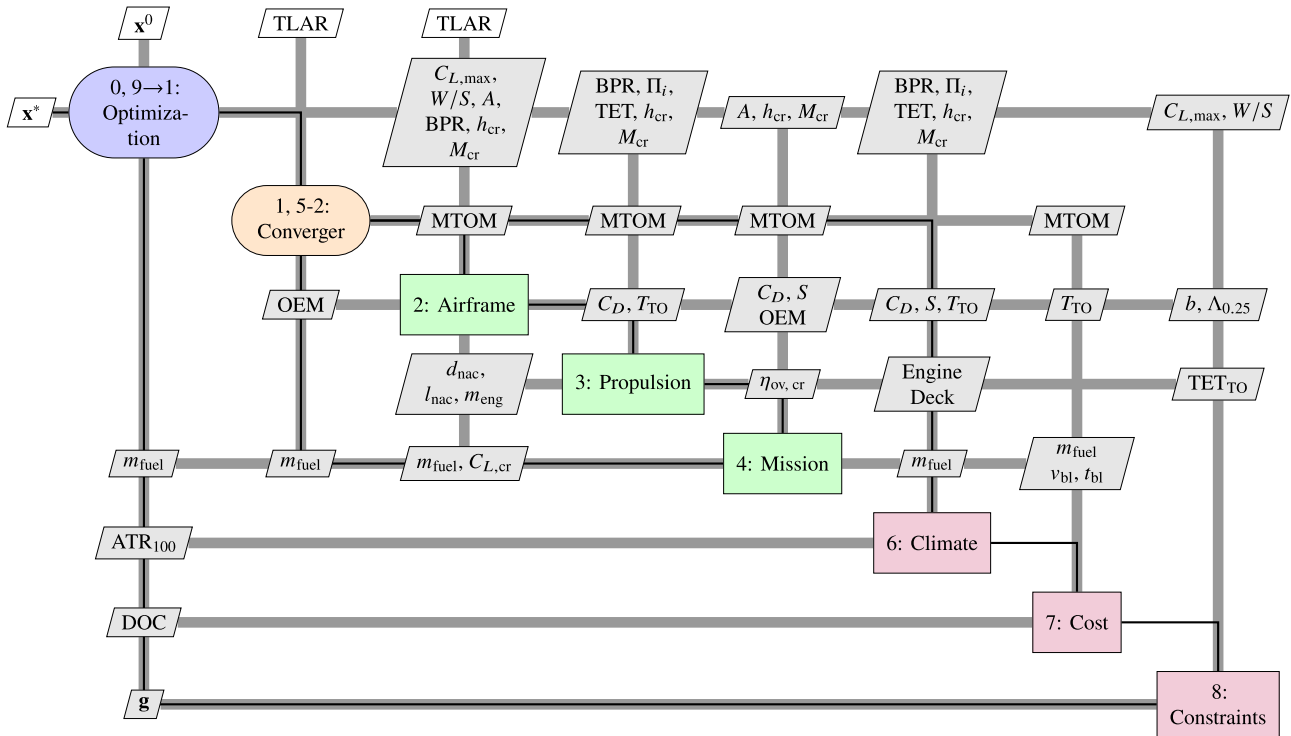 x⁰
TLAR
TLAR
x*
0, 9→1:
Optimiza-
tion
C_L,max,
W/S, A,
BPR, h_cr,
M_cr
BPR, Π_i,
TET, h_cr,
M_cr
A, h_cr, M_cr
BPR, Π_i,
TET, h_cr,
M_cr
C_L,max, W/S
1, 5-2:
Converger
MTOM
MTOM
MTOM
MTOM
OEM
2: Airframe
C_D, T_TO
C_D, S
OEM
C_D, S, T_TO
T_TO
b, Λ_0.25
d_nac,
l_nac, m_eng
3: Propulsion
η_ov, cr
Engine
Deck
TET_TO
m_fuel
m_fuel
m_fuel, C_L,cr
4: Mission
m_fuel
m_fuel
v_bl, t_bl
ATR₁₀₀
6: Climate
DOC
7: Cost
g
8:
Constraints